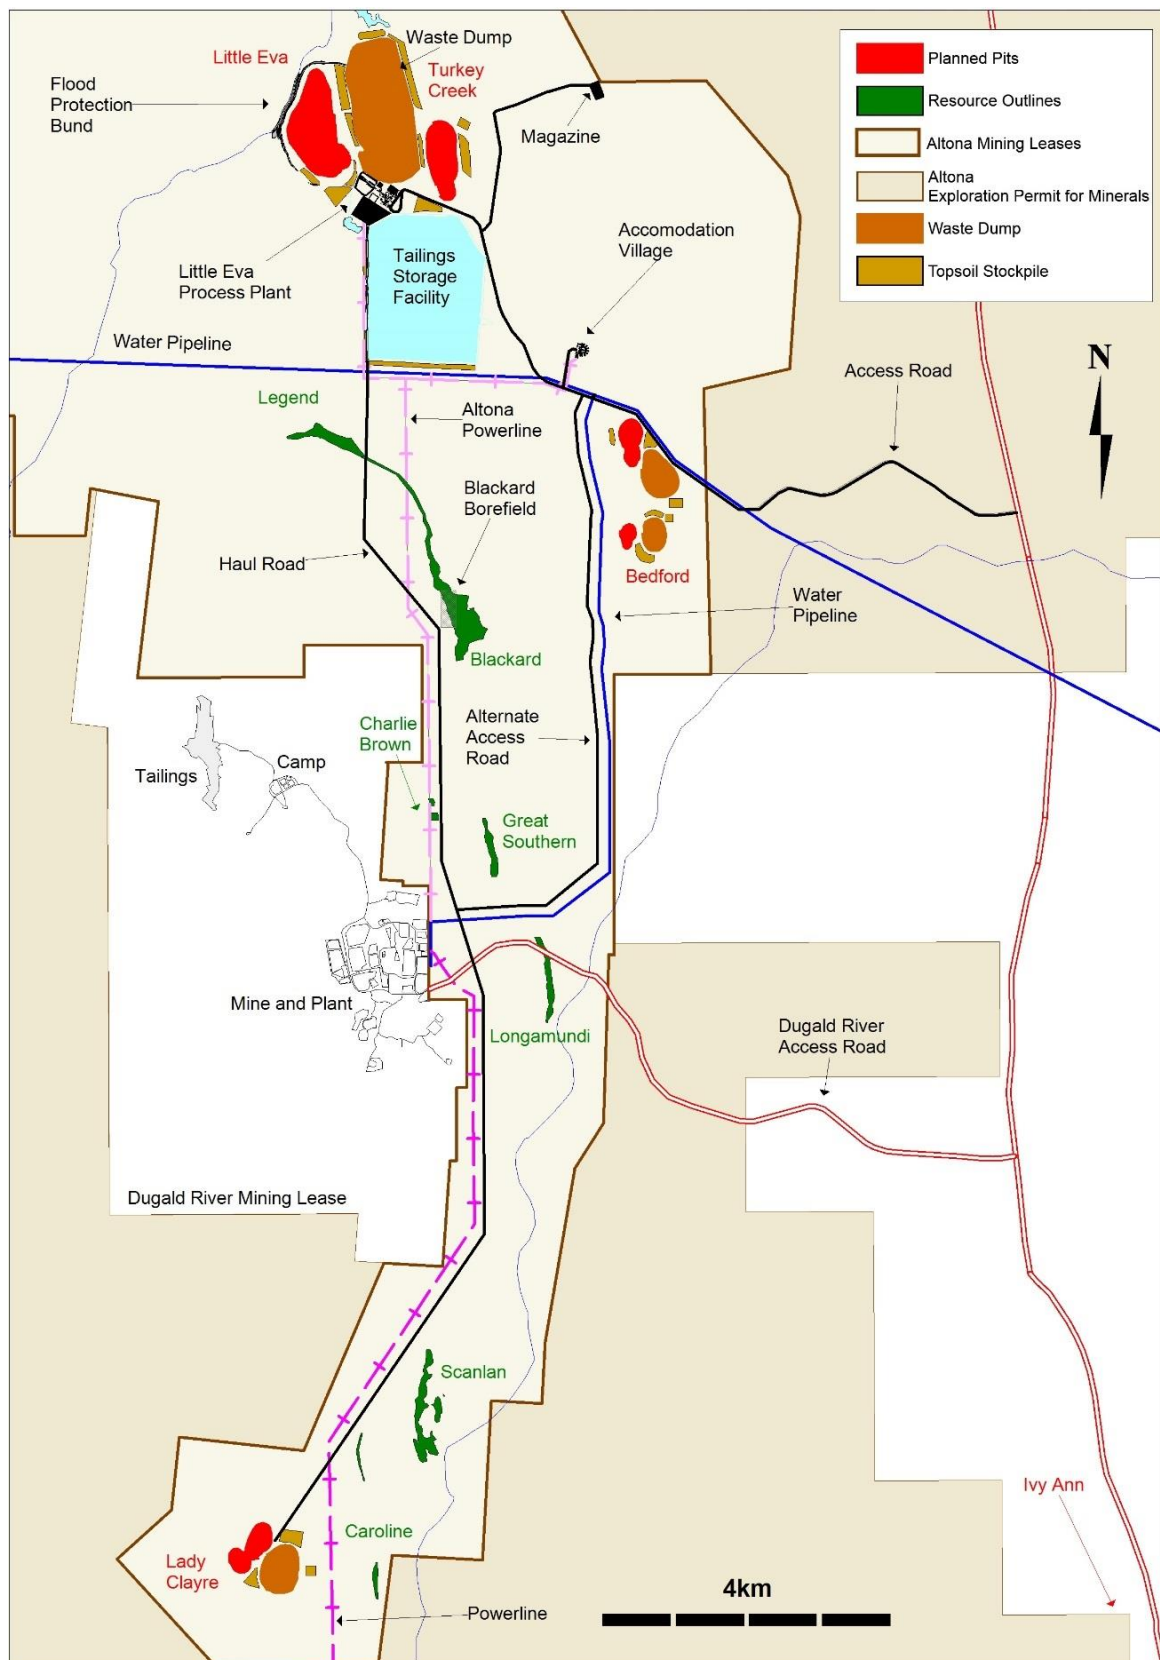 Little Eva
Waste Dump
Flood
Protection
Bund
Turkey
Creek
Magazine
Planned Pits
Resource Outlines
Altona Mining Leases
Altona
Exploration Permit for Minerals
Waste Dump
Topsoil Stockpile
Little Eva
Process Plant
Tailings
Storage
Facility
Accomodation
Village
Water Pipeline
N
Access Road
Legend
Altona
Powerline
Blackard
Borefield
Haul Road
Bedford
Water
Pipeline
Blackard
Charlie
Brown
Alternate
Access
Road
Tailings
Camp
Great
Southern
Mine and Plant
Longamundi
Dugald River
Access Road
Dugald River Mining Lease
Scanlan
Ivy Ann
Caroline
Lady
Clayre
4km
Powerline